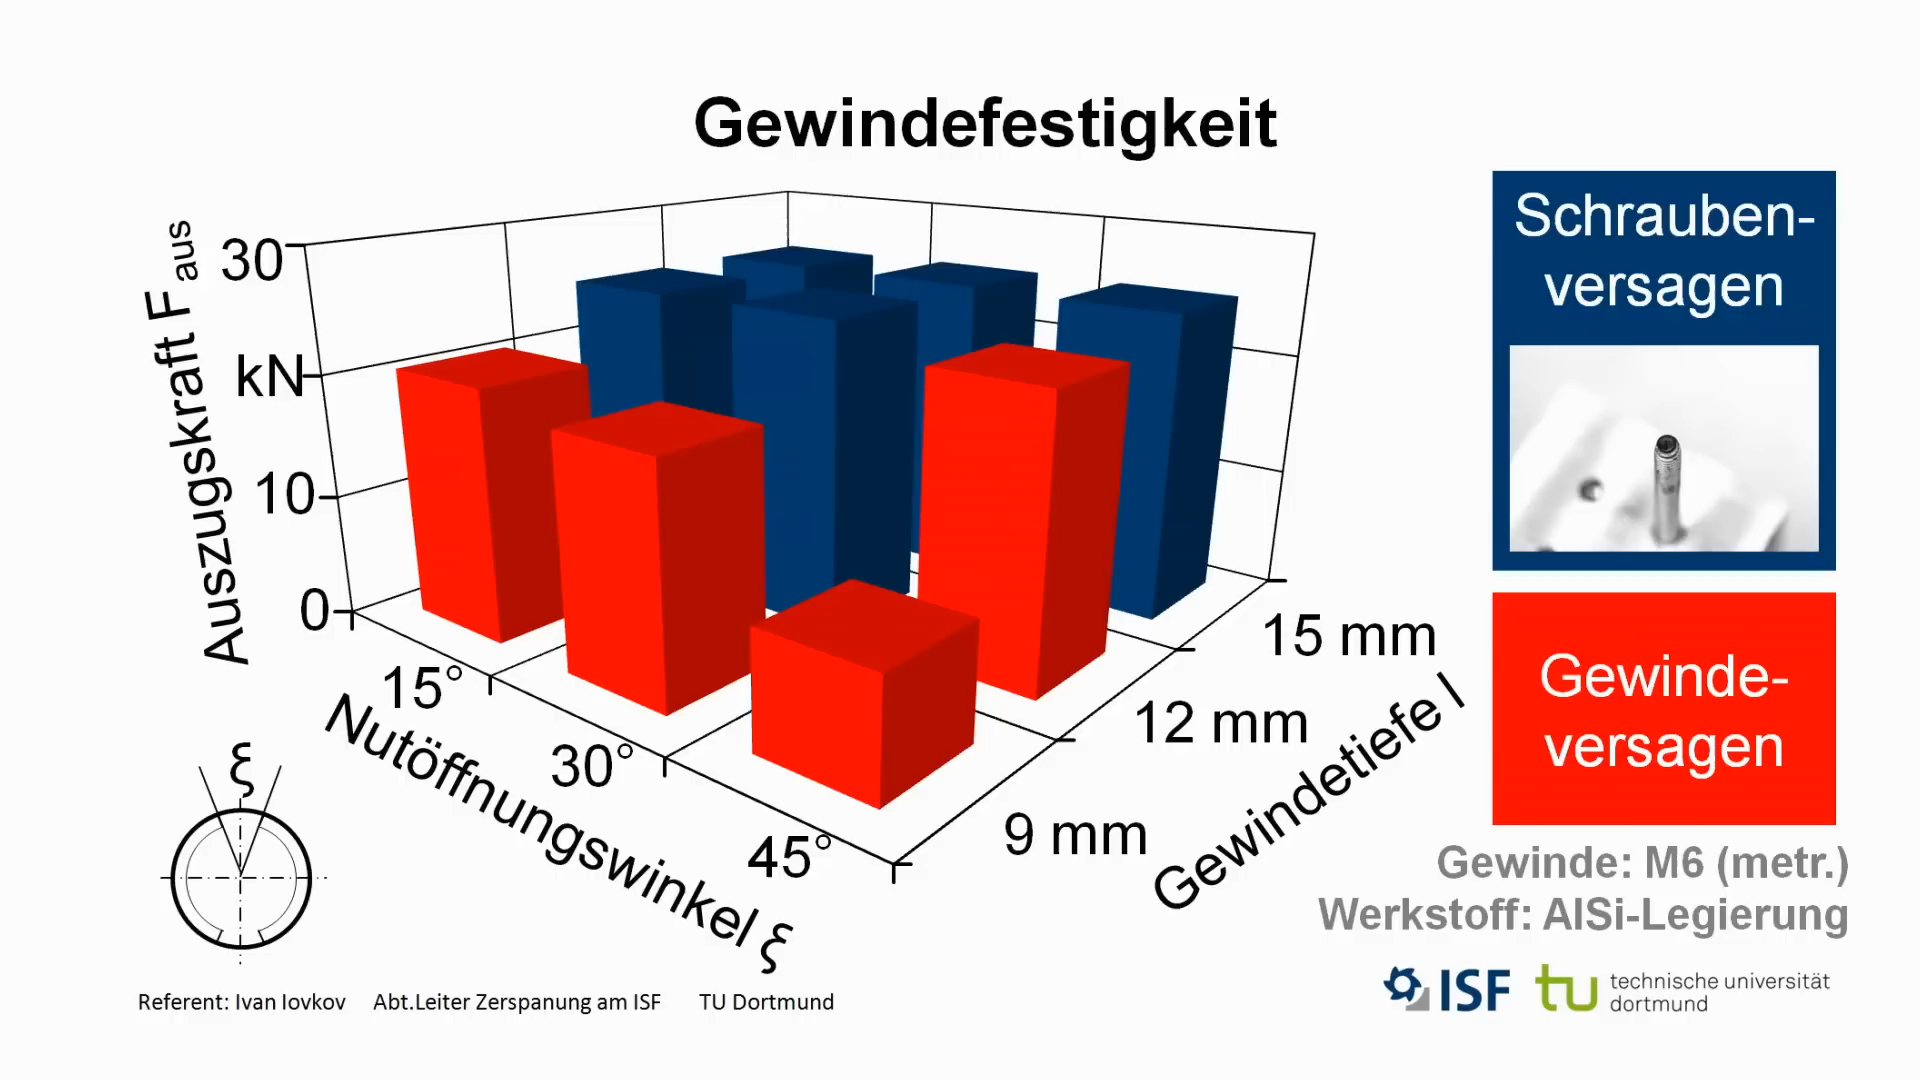 Gewindefestigkeit
Auszugskraft F aus
30
kN
10
0
15°
30°
45°
Nutöffnungswinkel ξ
9 mm
12 mm
15 mm
Gewindetiefe l
ξ
Schrauben-
versagen
Gewinde-
versagen
Gewinde: M6 (metr.)
Werkstoff: AlSi-Legierung
Referent: Ivan Iovkov Abt.Leiter Zerspanung am ISF TU Dortmund
ISF
tu technische universität
dortmund